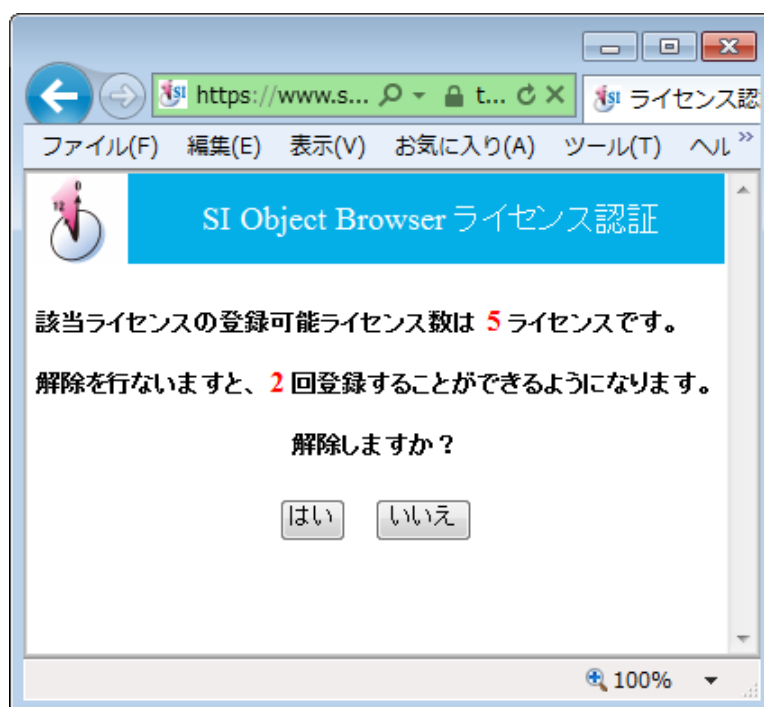 https://www.s... t... ライセンス認
ファイル(F) 編集(E) 表示(V) お気に入り(A) ツール(T) ヘル
SI Object Browser ライセンス認証
該当ライセンスの登録可能ライセンス数は 5 ライセンスです。
解除を行ないますと、2 回登録することができるようになります。
解除しますか？
はい いいえ
100%